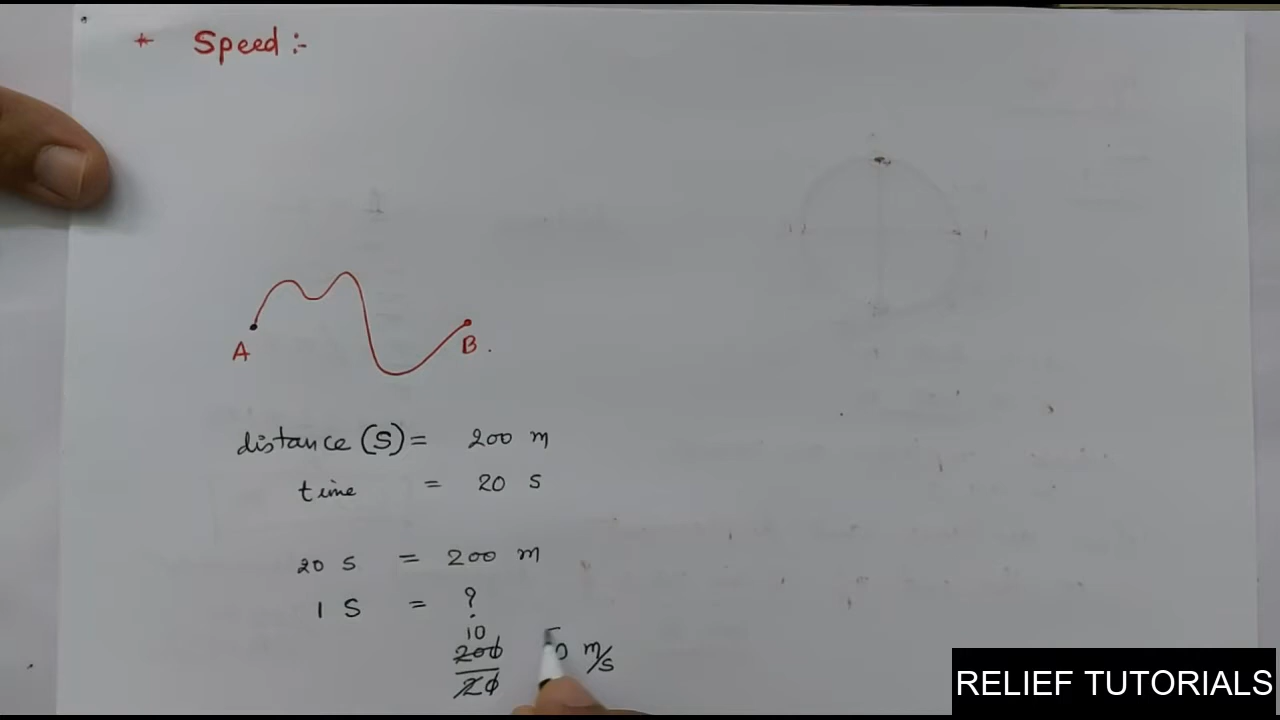 * Speed :-
A
B .
distance (S) = 200 m
time = 20 s
20 s = 200 m
1 S = ?
10
200
20
m/s
RELIEF TUTORIALS